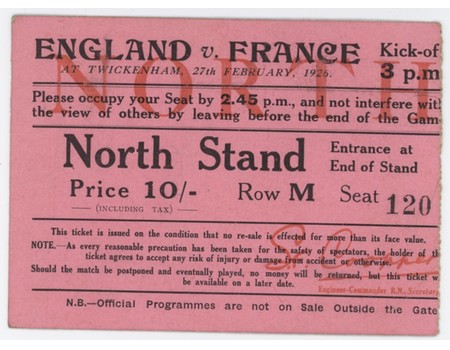 ENGLAND v. FRANCE Kick-of
AT TWICKENHAM, 27th FEBRUARY, 1926. 3 p.m
NORTH
Please occupy your Seat by 2.45 p.m., and not interfere wit
the view of others by leaving before the end of the Gam
North Stand Entrance at
End of Stand
Price 10/- Row M Seat 120
(INCLUDING TAX)
This ticket is issued on the condition that no re-sale is effected for more than its face value.
NOTE.—As every reasonable precaution has been taken for the safety of spectators, the holder of th
ticket agrees to accept any risk of injury or damage from accident or otherwise.
Should the match be postponed and eventually played, no money will be returned, but this ticket w
be available on a later date.
Engineer-Commander R.N., Secretary
N.B.—Official Programmes are not on Sale Outside the Gate